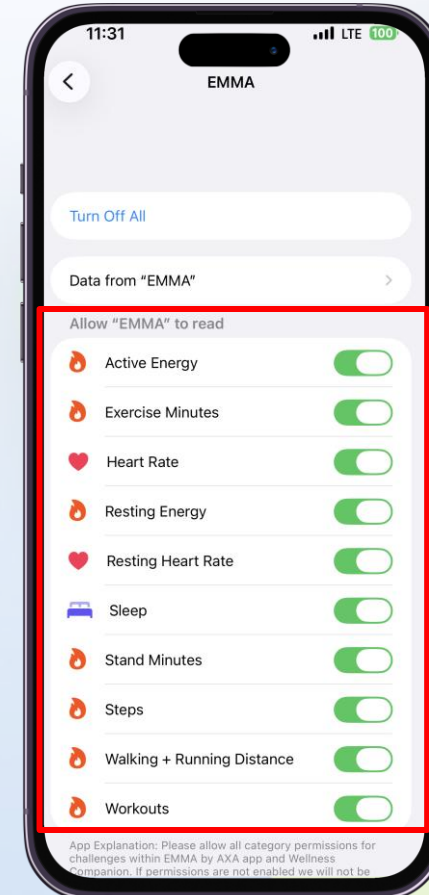 11:31
LTE 100
EMMA
Turn Off All
Data from “EMMA”
Allow “EMMA” to read
Active Energy
Exercise Minutes
Heart Rate
Resting Energy
Resting Heart Rate
Sleep
Stand Minutes
Steps
Walking + Running Distance
Workouts
App Explanation: Please allow all category permissions for
challenges within EMMA by AXA app and Wellness
Companion. If permissions are not enabled we will not be